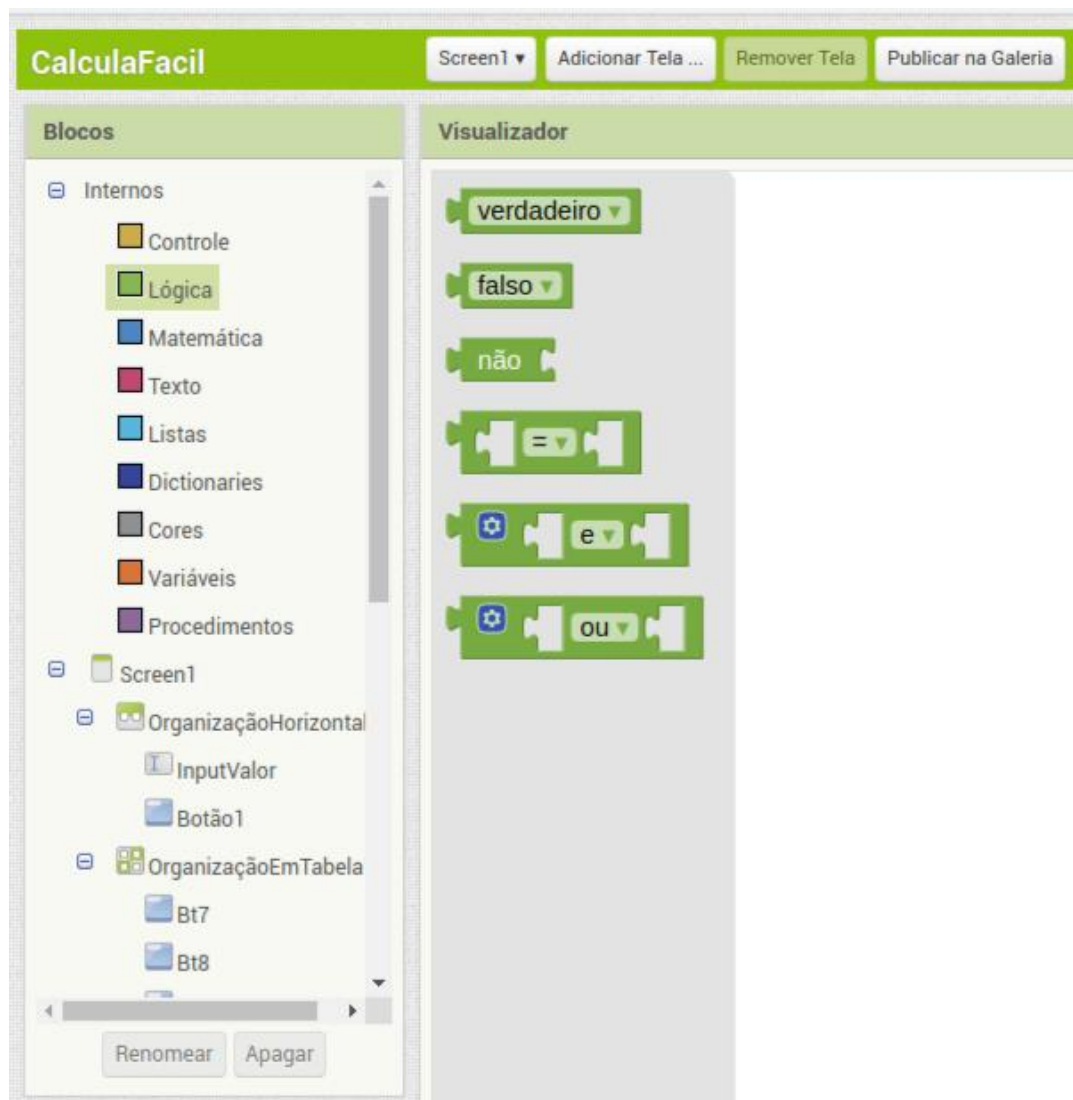 CalculaFacil
Screen1 ▾
Adicionar Tela ...
Remover Tela
Publicar na Galeria
Blocos
Visualizador
Internos
Controle
Lógica
Matemática
Texto
Listas
Dictionaries
Cores
Variáveis
Procedimentos
Screen1
OrganizaçãoHorizontal
InputValor
Botão1
OrganizaçãoEmTabela
Bt7
Bt8
Renomear
Apagar
verdadeiro
falso
não
=
e
ou